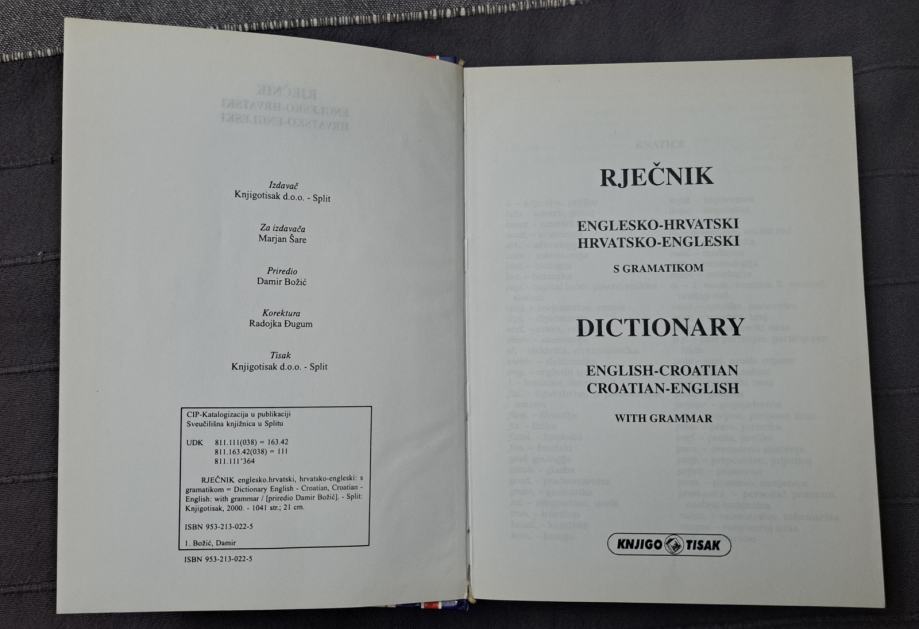 Izdavač
Knjigotisak d.o.o. - Split
Za izdavača
Marjan Šare
Priredio
Damir Božić
Korektura
Radojka Đugum
Tisak
Knjigotisak d.o.o. - Split
CIP-Katalogizacija u publikaciji
Sveučilišna knjižnica u Splitu
UDK 811.111(038) = 163.42
811.163.42(038) = 111
811.111'364
RJEČNIK englesko.hrvatski, hrvatsko-engleski: s
gramatikom = Dictionary English - Croatian, Croatian -
English: with grammar / [priredio Damir Božić]. - Split:
Knjigotisak, 2000. - 1041 str.; 21 cm.
ISBN 953-213-022-5
1. Božić, Damir
ISBN 953-213-022-5
RJEČNIK
ENGLESKO-HRVATSKI
HRVATSKO-ENGLESKI
S GRAMATIKOM
DICTIONARY
ENGLISH-CROATIAN
CROATIAN-ENGLISH
WITH GRAMMAR
KNJIGO TISAK